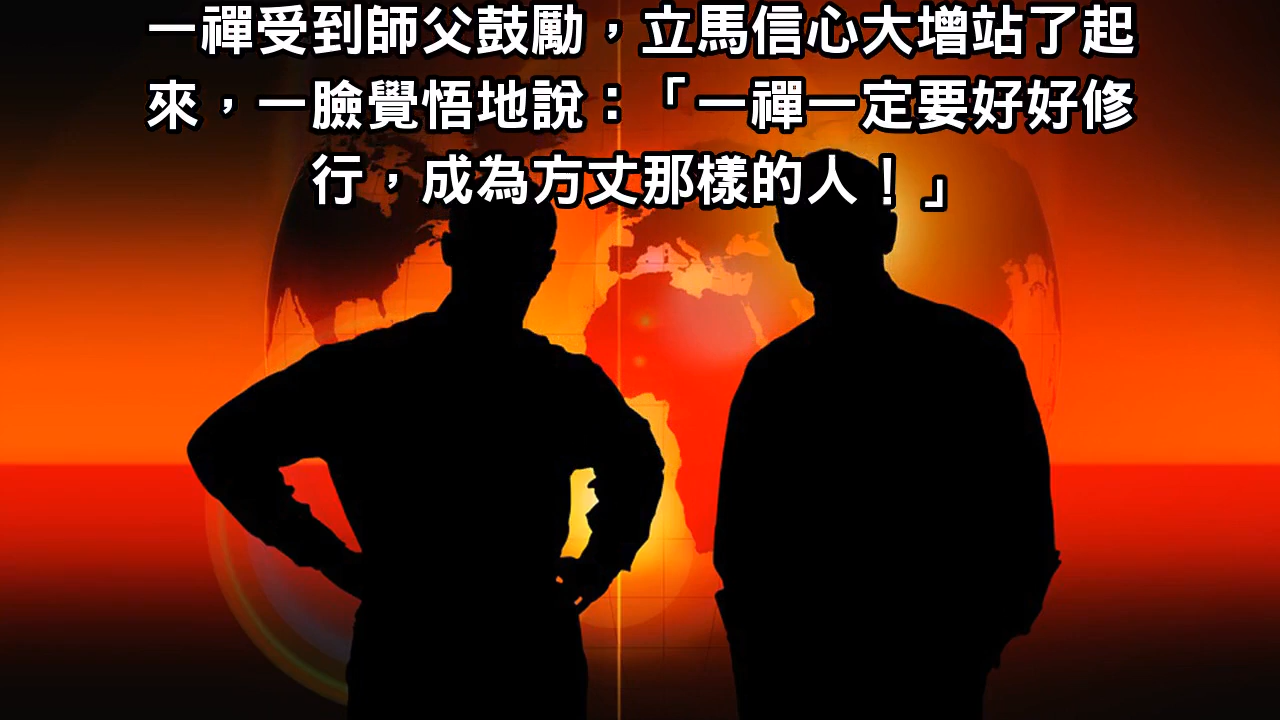 一禪受到師父鼓勵，立馬信心大增站了起
來，一臉覺悟地說：「一禪一定要好好修
行，成為方丈那樣的人！」